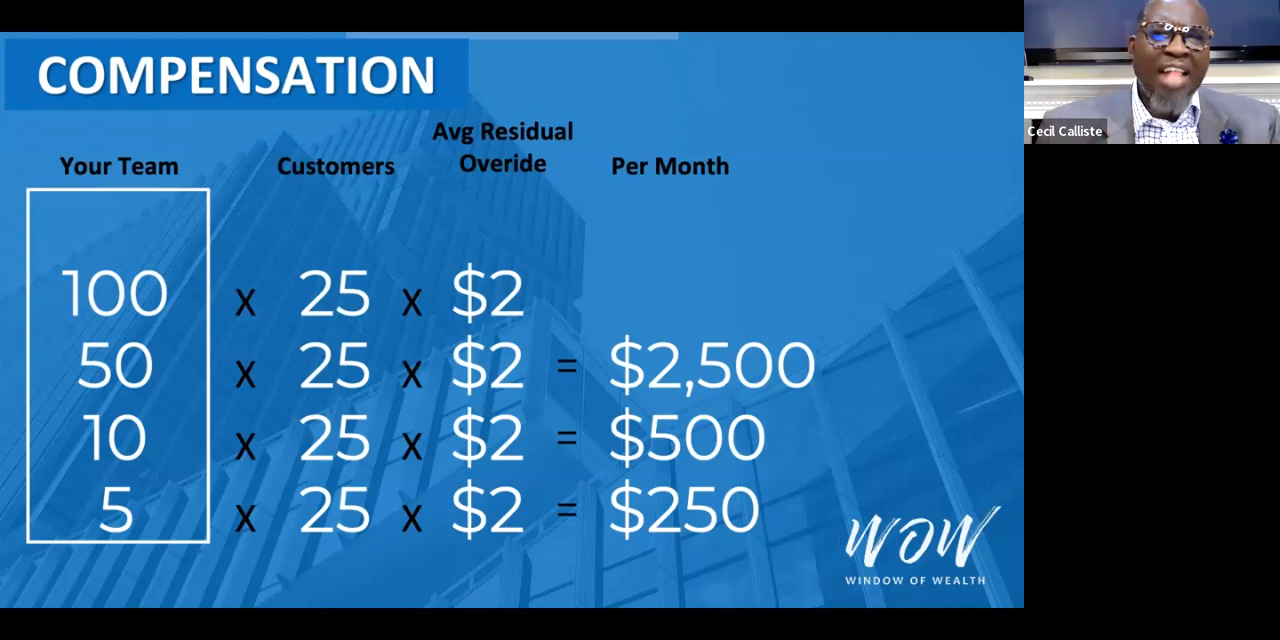 COMPENSATION
Cecil Calliste
Avg Residual
Your Team Customers Overide Per Month
100 x 25 x $2
50 x 25 x $2 = $2,500
10 x 25 x $2 = $500
5 x 25 x $2 = $250
WOW
WINDOW OF WEALTH